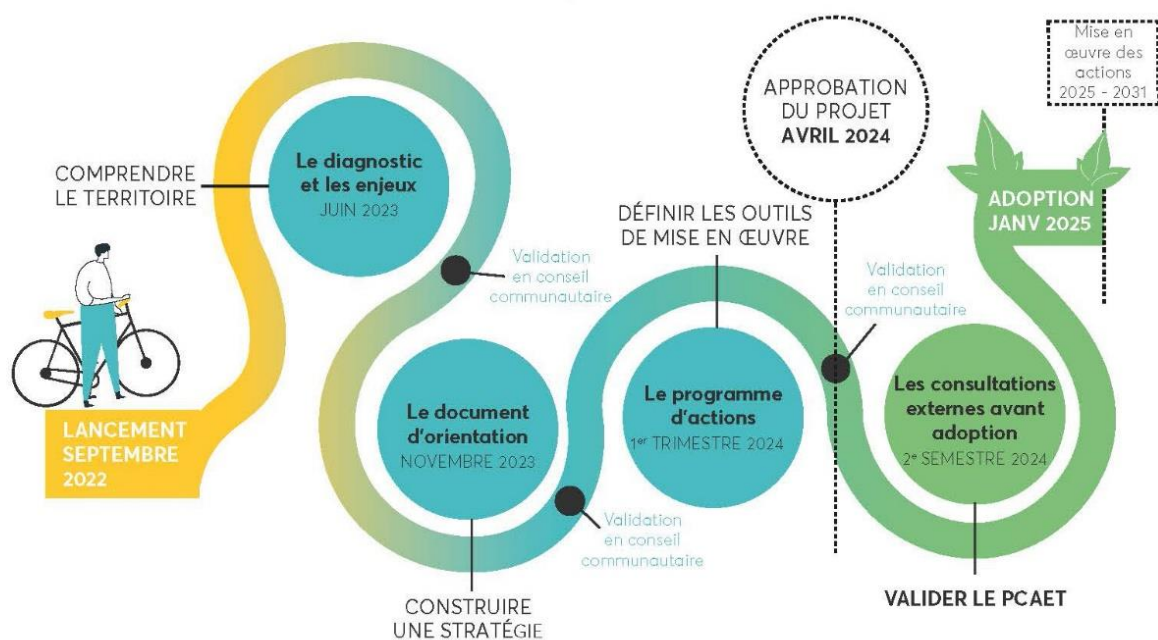 LANCEMENT
SEPTEMBRE
2022
COMPRENDRE
LE TERRITOIRE
Le diagnostic
et les enjeux
JUIN 2023
Validation
en conseil
communautaire
Le document
d'orientation
NOVEMBRE 2023
CONSTRUIRE
UNE STRATÉGIE
Validation
en conseil
communautaire
DÉFINIR LES OUTILS
DE MISE EN ŒUVRE
Le programme
d'actions
1er TRIMESTRE 2024
APPROBATION
DU PROJET
AVRIL 2024
Validation
en conseil
communautaire
Les consultations
externes avant
adoption
2e SEMESTRE 2024
VALIDER LE PCAET
ADOPTION
JANV 2025
Mise en
œuvre des
actions
2025 - 2031